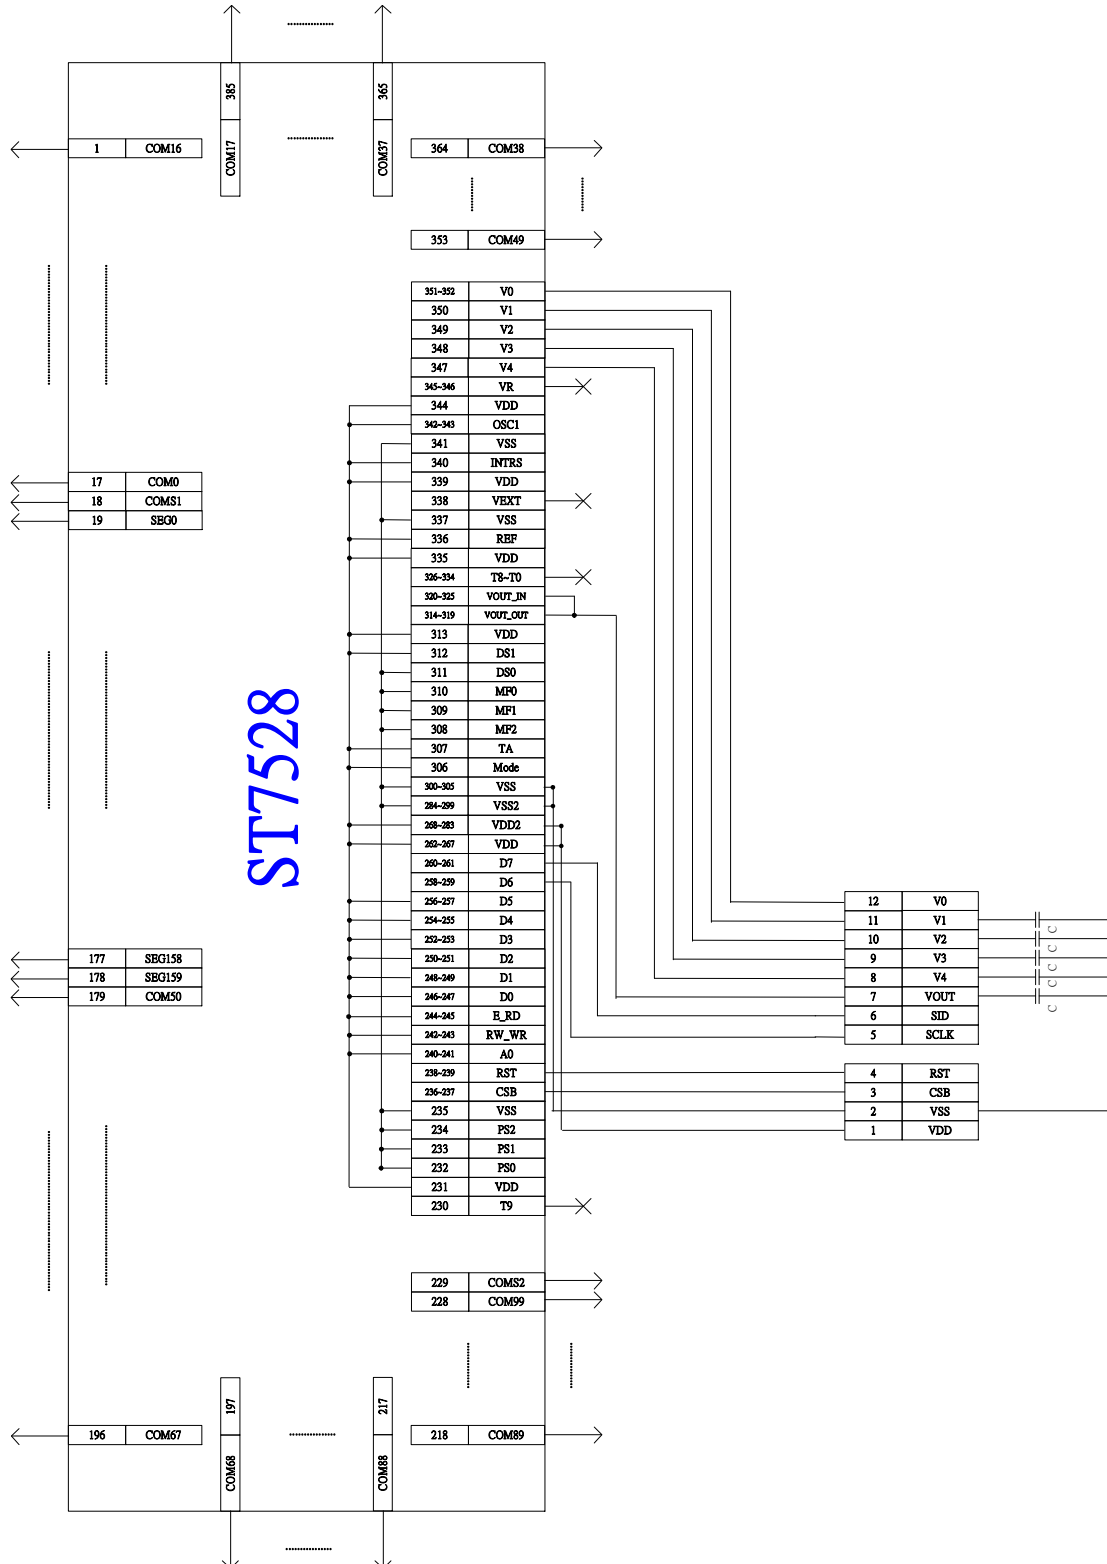 385
COM17
365
COM37
1 COM16
364 COM38
353 COM49
351~352 V0
350 V1
349 V2
348 V3
347 V4
345~346 VR
344 VDD
342~343 OSC1
341 VSS
340 INTRS
339 VDD
338 VEXT
337 VSS
336 REF
335 VDD
326~334 T8~T0
320~325 VOUT_IN
314~319 VOUT_OUT
313 VDD
312 DS1
311 DS0
310 MF0
309 MF1
308 MF2
307 TA
306 Mode
300~305 VSS
284~299 VSS2
268~283 VDD2
262~267 VDD
260~261 D7
258~259 D6
256~257 D5
254~255 D4
252~253 D3
250~251 D2
248~249 D1
246~247 D0
244~245 E_RD
242~243 RW_WR
240~241 A0
238~239 RST
236~237 CSB
235 VSS
234 PS2
233 PS1
232 PS0
231 VDD
230 T9
229 COMS2
228 COM99
218 COM89
17 COM0
18 COMS1
19 SEG0
ST7528
177 SEG158
178 SEG159
179 COM50
196 COM67
197
COM68
217
COM88
12 V0
11 V1
C
10 V2
C
9 V3
C
8 V4
C
7 VOUT
C
6 SID
5 SCLK
4 RST
3 CSB
2 VSS
1 VDD